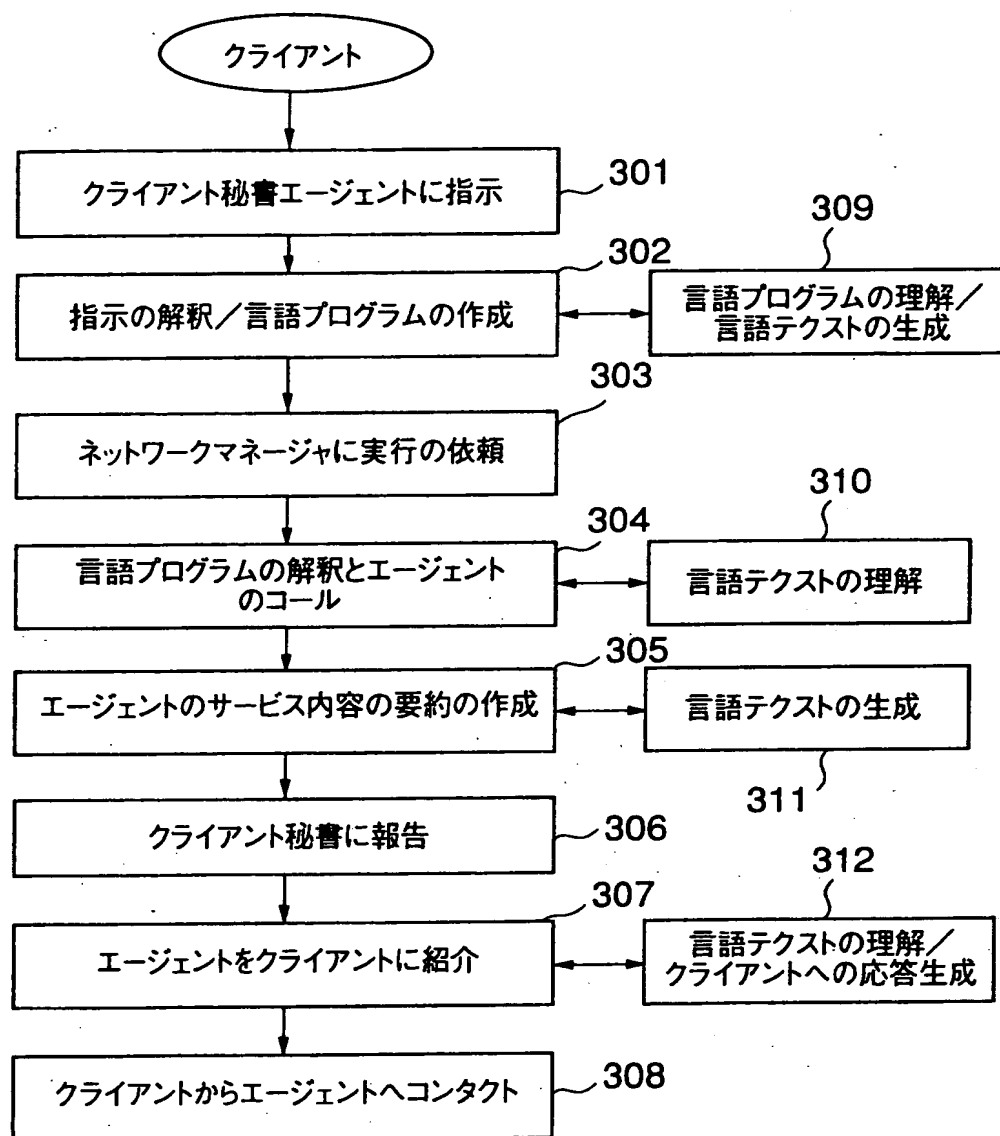 クライアント
クライアント秘書エージェントに指示
301
309
302
指示の解釈／言語プログラムの作成
言語プログラムの理解／
言語テクストの生成
303
ネットワークマネージャに実行の依頼
310
304
言語プログラムの解釈とエージェント
のコール
言語テクストの理解
305
エージェントのサービス内容の要約の作成
言語テクストの生成
311
クライアント秘書に報告
306
312
307
エージェントをクライアントに紹介
言語テクストの理解／
クライアントへの応答生成
クライアントからエージェントへコンタクト
308